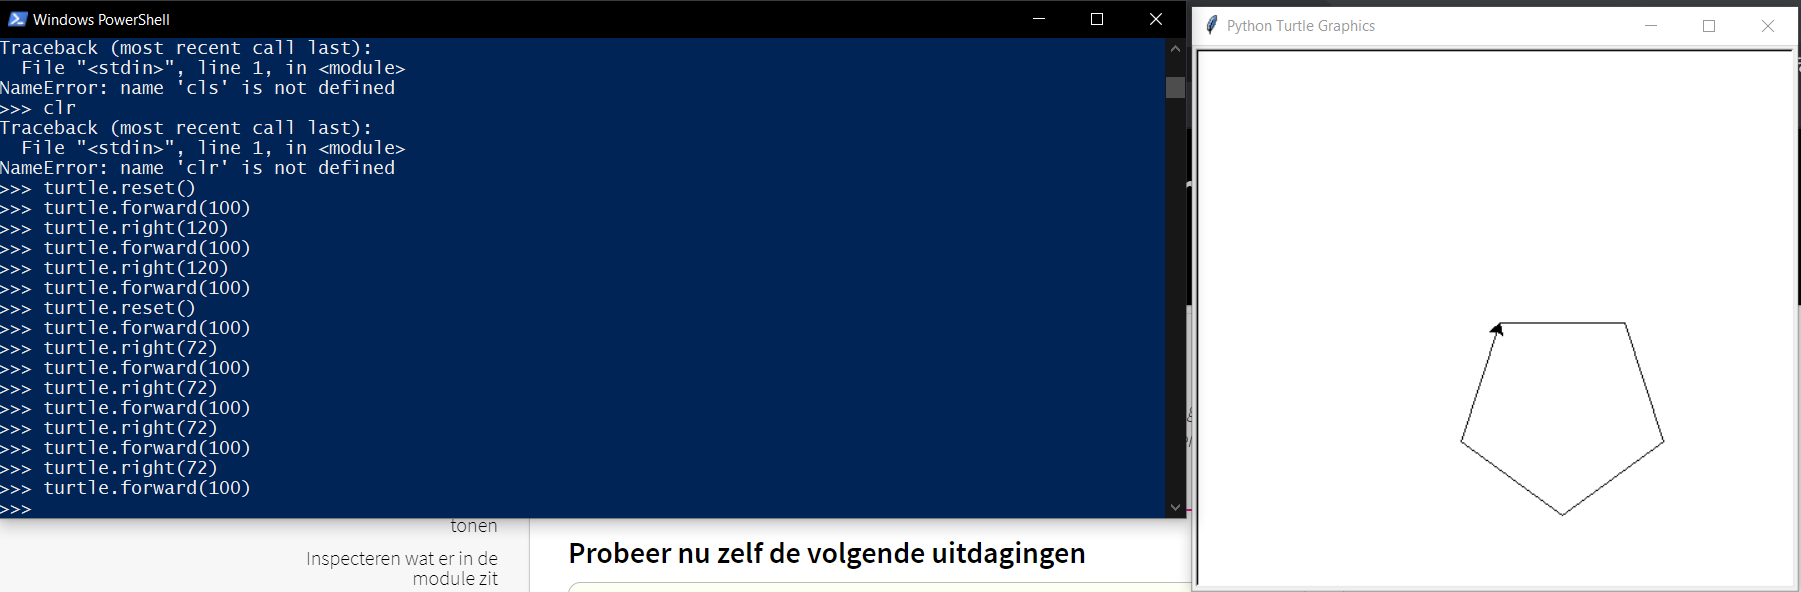 Windows PowerShell
Traceback (most recent call last):
  File "<stdin>", line 1, in <module>
NameError: name 'cls' is not defined
>>> clr
Traceback (most recent call last):
  File "<stdin>", line 1, in <module>
NameError: name 'clr' is not defined
>>> turtle.reset()
>>> turtle.forward(100)
>>> turtle.right(120)
>>> turtle.forward(100)
>>> turtle.right(120)
>>> turtle.forward(100)
>>> turtle.reset()
>>> turtle.forward(100)
>>> turtle.right(72)
>>> turtle.forward(100)
>>> turtle.right(72)
>>> turtle.forward(100)
>>> turtle.right(72)
>>> turtle.forward(100)
>>> turtle.right(72)
>>> turtle.forward(100)
>>>
Python Turtle Graphics
tonen
Inspecteren wat er in de
module zit
Probeer nu zelf de volgende uitdagingen